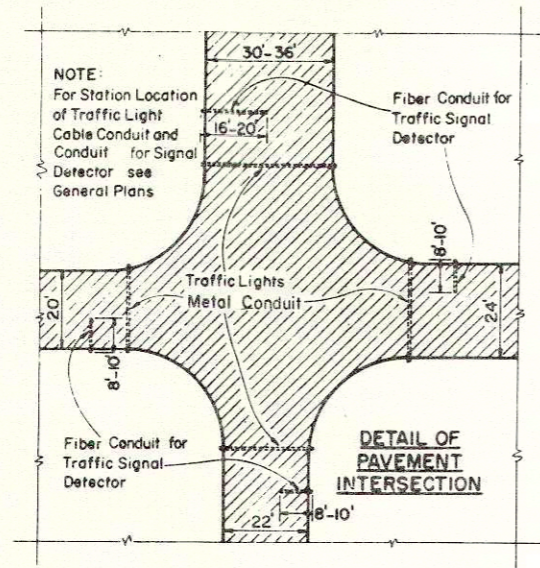 30'-36'
NOTE:
For Station Location
of Traffic Light
Cable Conduit and
Conduit for Signal
Detector see
General Plans
16'-20'
Fiber Conduit for
Traffic Signal
Detector
8'-10'
20'
Traffic Lights
Metal Conduit
24'
8'-10'
Fiber Conduit for
Traffic Signal
Detector
DETAIL OF
PAVEMENT
INTERSECTION
22'
8'-10'